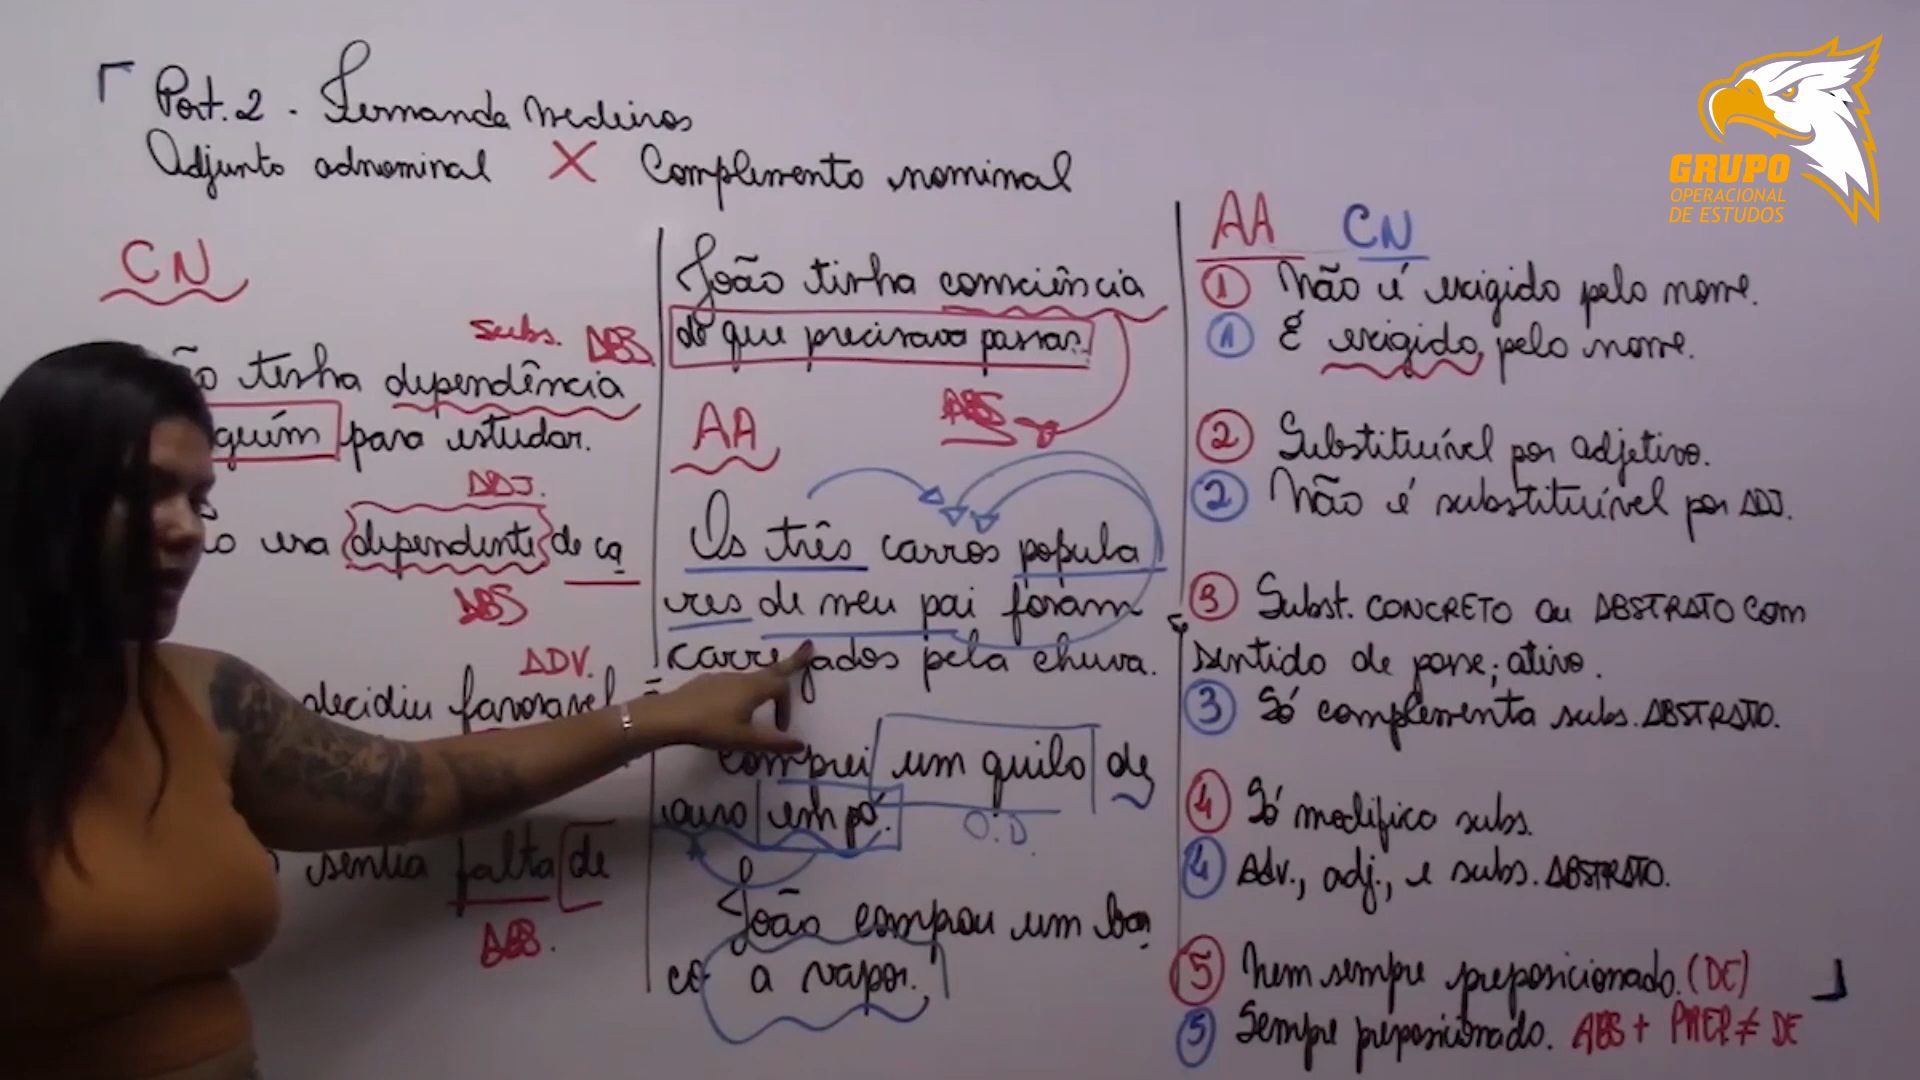 Port. 2 - Fernanda Medeiros
Adjunto adnominal X Complemento nominal
GRUPO
OPERACIONAL
DE ESTUDOS
CN
subs. ABS
ão tinha dependência
guém para estudar.
ADJ.
o era dependente de ca
ABS
ADV.
decidiu favoravel
sentia falta de
ABS.
João tinha consciência
de que precisava passar.
ABS
AA
Os três carros popula
res de meu pai foram
carregados pela chuva.
comprei um quilo de
ouro em pó.
O.D.
João comprou um bar
co a vapor.
AA CN
1 Não é exigido pelo nome.
1 É exigido pelo nome.
2 Substituível por adjetivo.
2 Não é substituível por ADJ.
3 Subst. CONCRETO ou ABSTRATO com
sentido de posse; ativo.
3 Só complementa subs. ABSTRATO.
4 Só modifica subs.
4 Adv., adj., e subs. ABSTRATO.
5 Nem sempre preposicionado. (DE)
5 Sempre preposicionado. ABS + PREP. ≠ DE